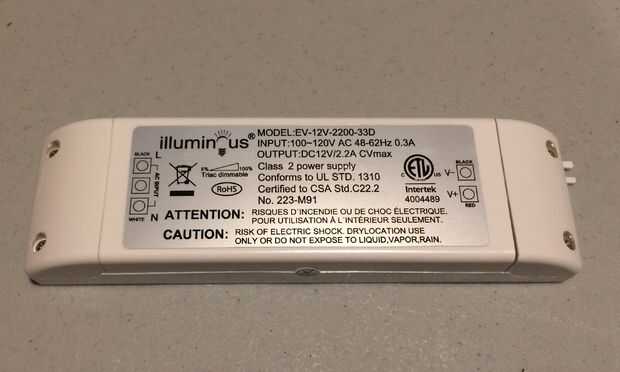 illuminous®
MODEL:EV-12V-2200-33D
INPUT:100~120V AC 48-62Hz 0.3A
OUTPUT:DC12V/2.2A CVmax
Class 2 power supply
Conforms to UL STD. 1310
Certified to CSA Std.C22.2
No. 223-M91
100%
Triac dimmable
RoHS
BLACK
L
AC INPUT
N
WHITE
C ETL US
Intertek
4004489
BLACK
V-
V+
RED
ATTENTION: RISQUES D'INCENDIE OU DE CHOC ÉLECTRIQUE.
POUR UTILISATION À L'INTÉRIEUR SEULEMENT.
CAUTION: RISK OF ELECTRIC SHOCK. DRYLOCATION USE
ONLY OR DO NOT EXPOSE TO LIQUID,VAPOR,RAIN.